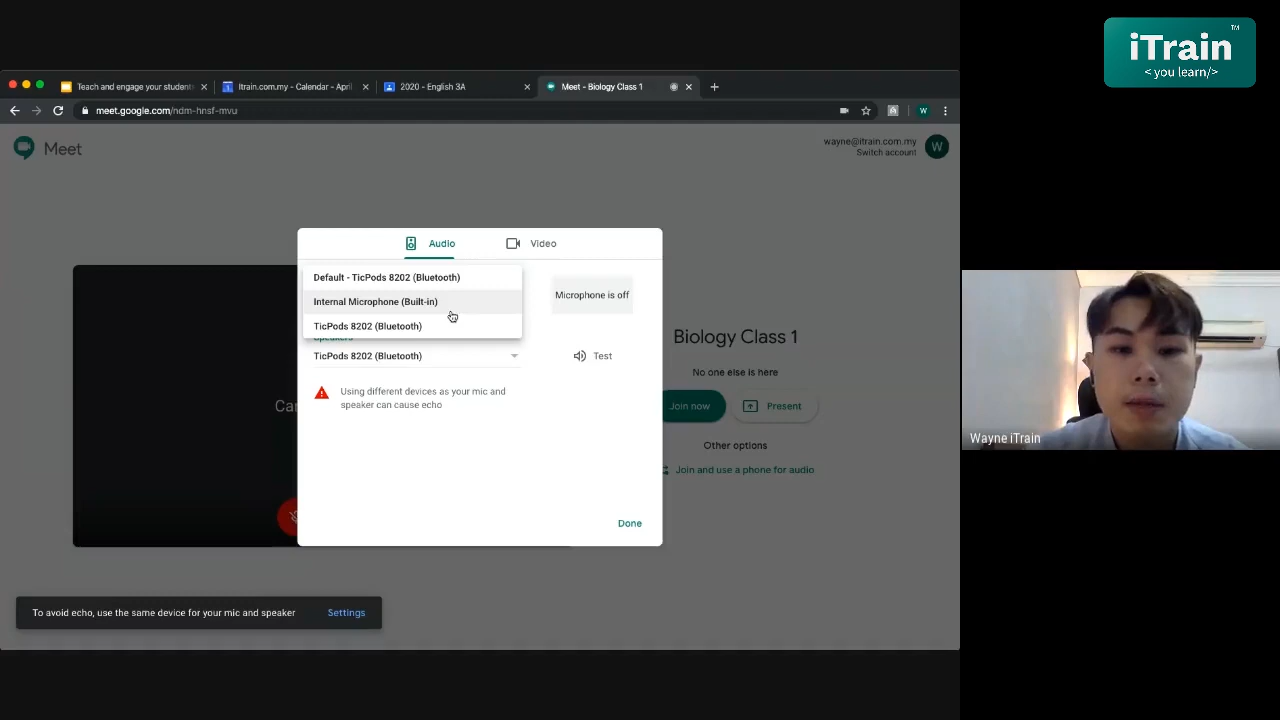 iTrain™
< you learn/>
Teach and engage your students
itrain.com.my - Calendar - April
2020 - English 3A
Meet - Biology Class 1
meet.google.com/ndm-hnsf-mvu
W
Meet
wayne@itrain.com.my
Switch account
W
Audio
Video
Default - TicPods 8202 (Bluetooth)
Internal Microphone (Built-in)
TicPods 8202 (Bluetooth)
Microphone is off
Speakers
TicPods 8202 (Bluetooth)
Test
Using different devices as your mic and
speaker can cause echo
Done
Ca
Biology Class 1
No one else is here
Join now
Present
Other options
Join and use a phone for audio
To avoid echo, use the same device for your mic and speaker
Settings
Wayne iTrain